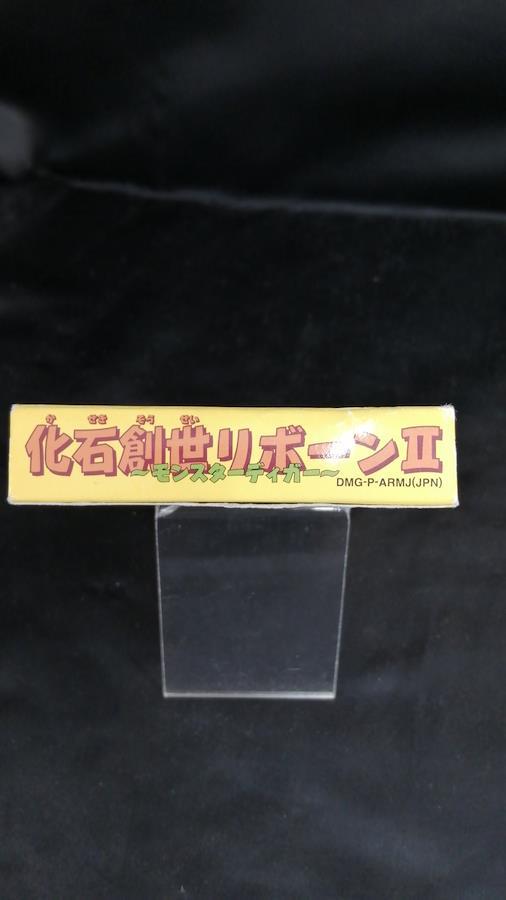 か せき そう せい
化石創世リボーンⅡ
〜モンスターディガー〜
DMG-P-ARMJ(JPN)